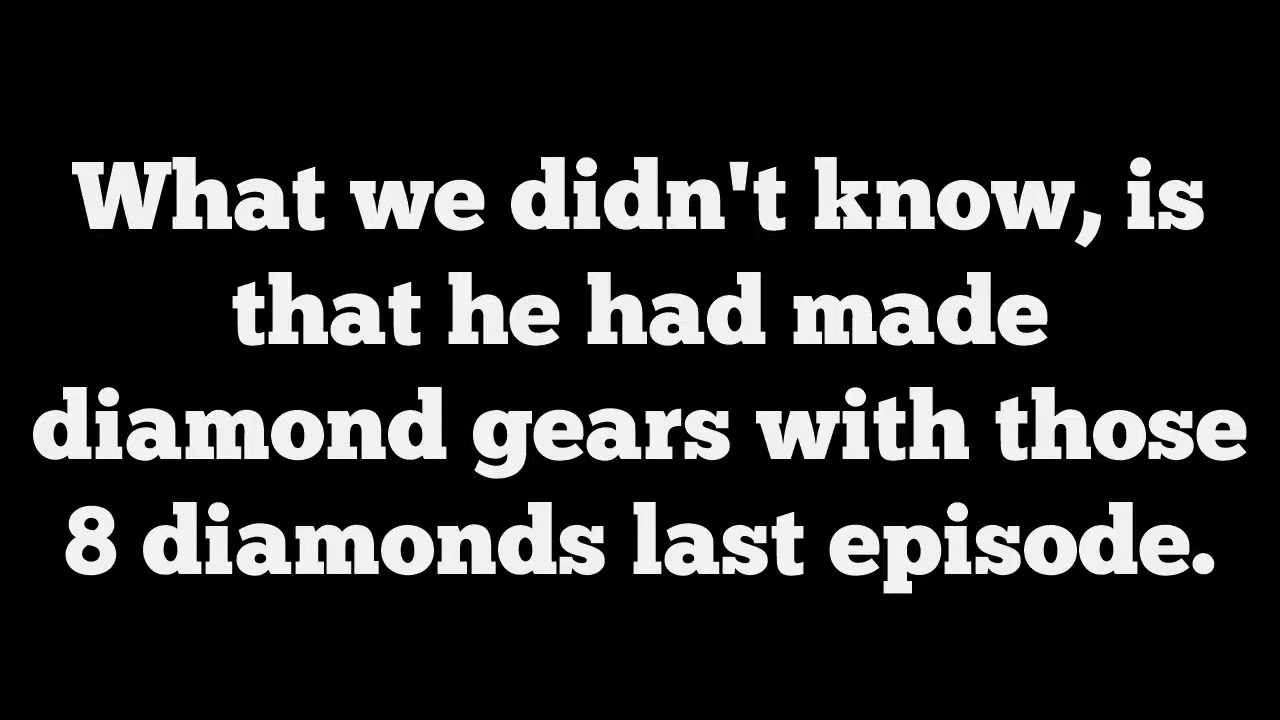 What we didn't know, is
that he had made
diamond gears with those
8 diamonds last episode.